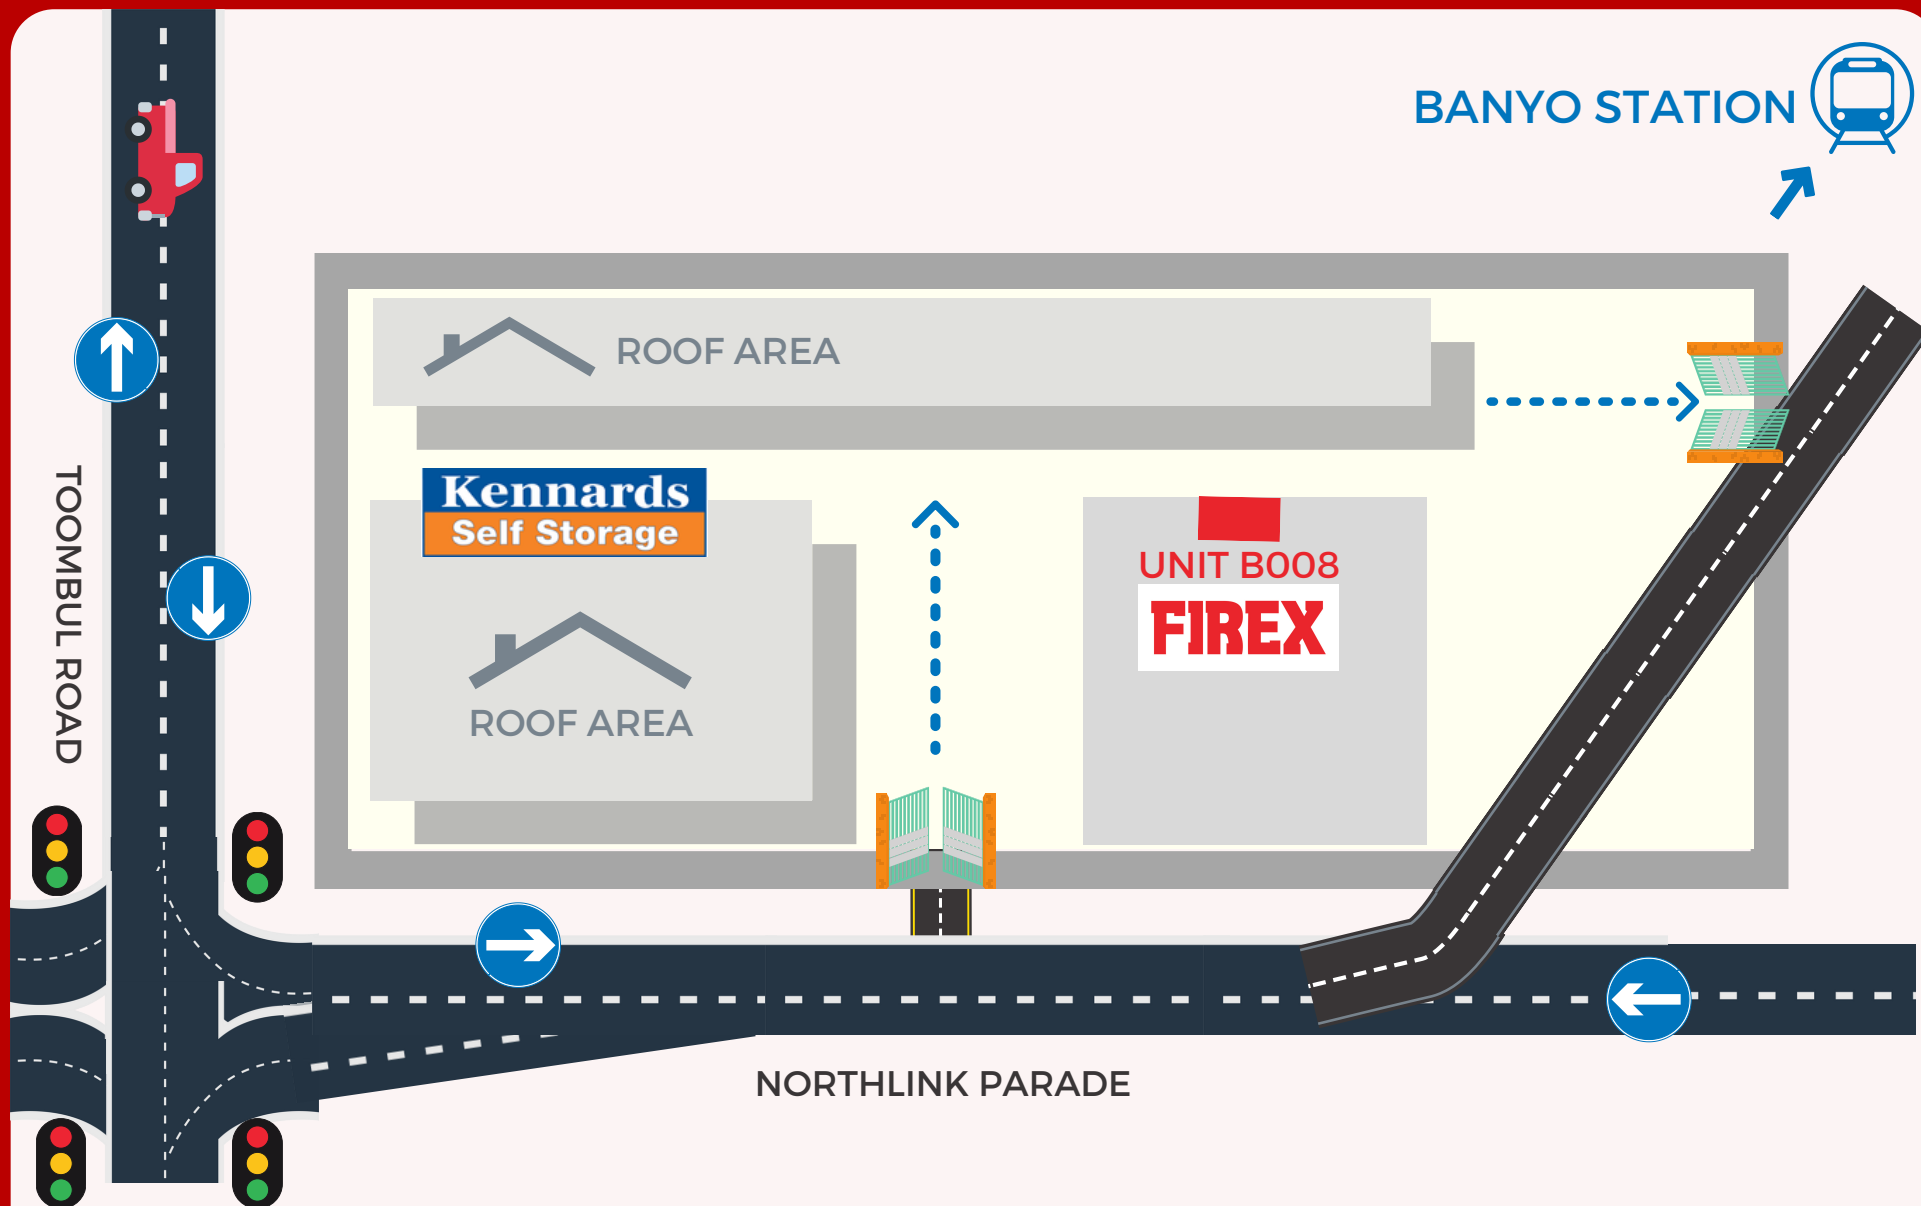 BANYO STATION
ROOF AREA
Kennards
Self Storage
UNIT B008
FIREX
ROOF AREA
TOOMBUL ROAD
NORTHLINK PARADE